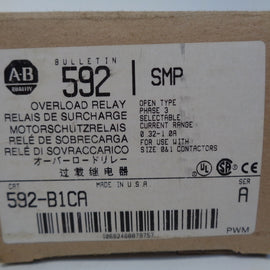 A-B
QUALITY
BULLETIN
592
SMP
OVERLOAD RELAY
RELAIS DE SURCHARGE
MOTORSCHUTZRELAIS
RELÉ DE SOBRECARGA
RELÈ DI SOVRACCARICO
オーバーロードリレー
过载继电器
OPEN TYPE
PHASE 3
SELECTABLE
CURRENT RANGE
0.32-1.0A
FOR USE WITH
SIZE 0&1 CONTACTORS
MADE IN U.S.A.
CAT
592-B1CA
SER
A
PWM